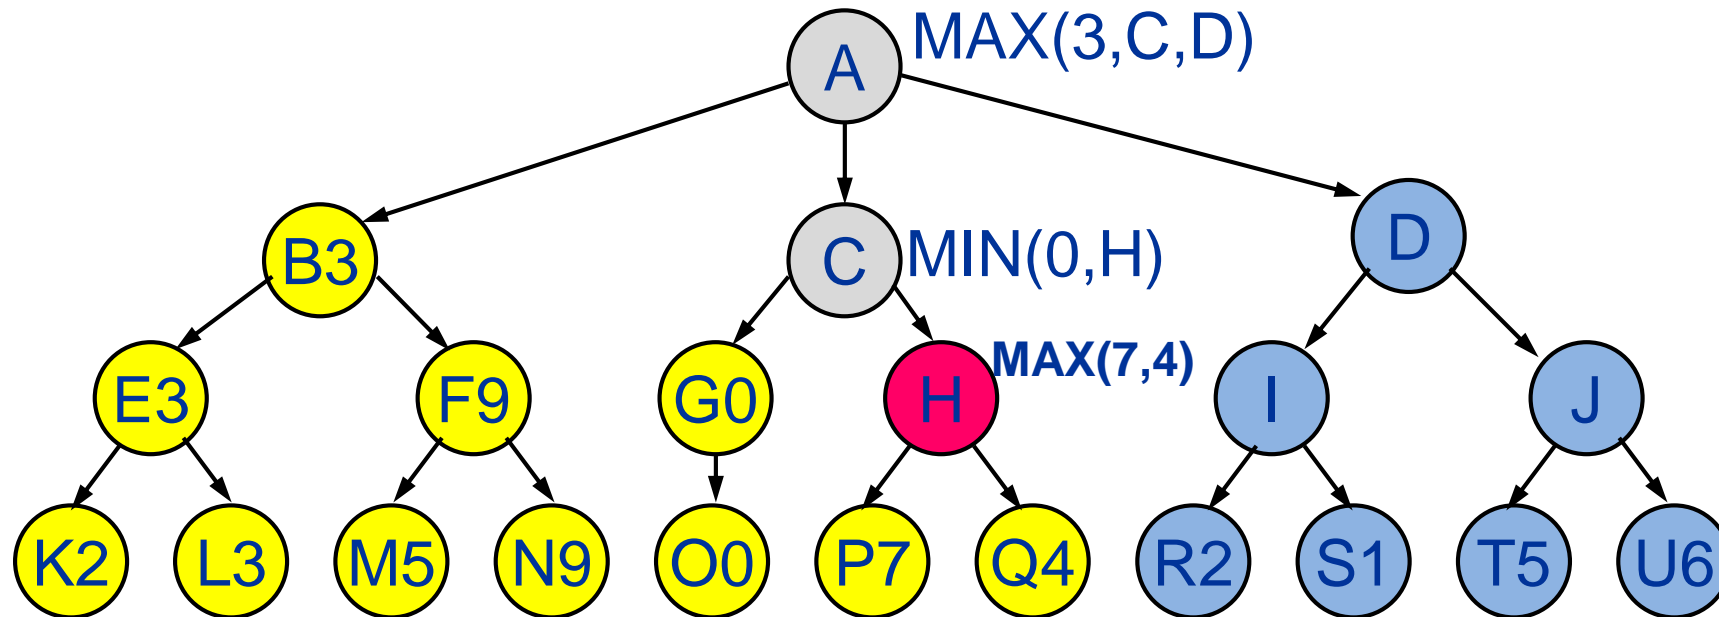 A MAX(3,C,D)
B3 C MIN(0,H) D
E3 F9 G0 H MAX(7,4) I J
K2 L3 M5 N9 O0 P7 Q4 R2 S1 T5 U6